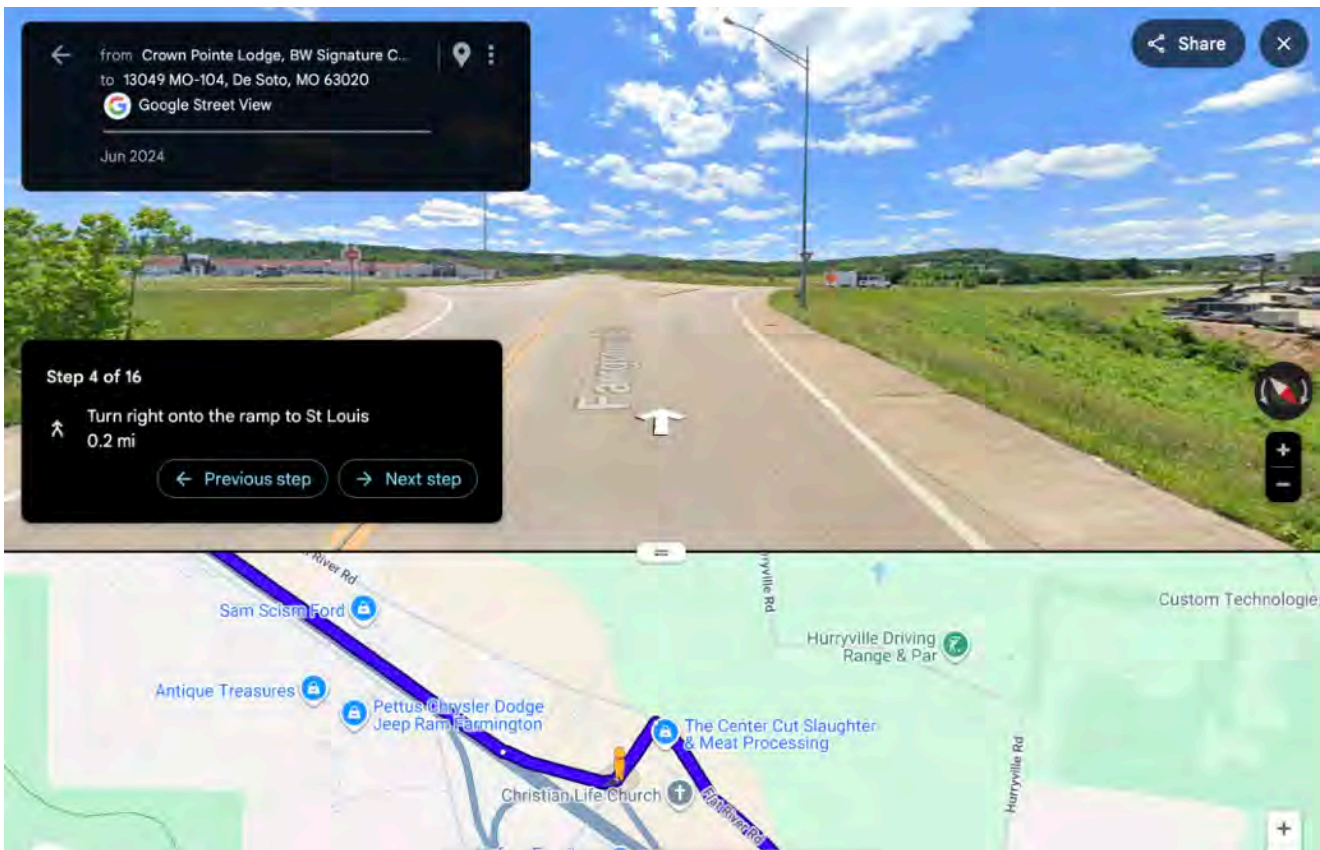 from Crown Pointe Lodge, BW Signature C...
to 13049 MO-104, De Soto, MO 63020
Google Street View
Jun 2024
Share
Step 4 of 16
Turn right onto the ramp to St Louis
0.2 mi
Previous step
Next step
River Rd
Sam Scism Ford
Antique Treasures
Pettus Chrysler Dodge
Jeep Ram Farmington
The Center Cut Slaughter
& Meat Processing
Christian Life Church
Flat River Rd
Hurryville Driving
Range & Par
Hurryville Rd
Custom Technologie